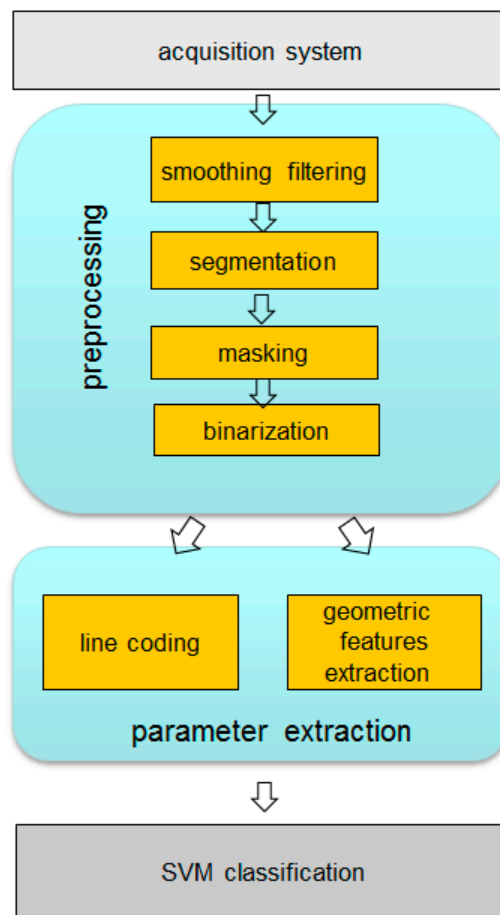 acquisition system
preprocessing
smoothing filtering
segmentation
masking
binarization
line coding
geometric
features
extraction
parameter extraction
SVM classification